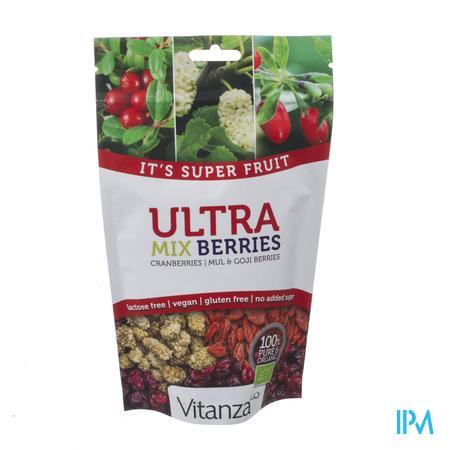 IT'S SUPER FRUIT
ULTRA
MIX BERRIES
CRANBERRIES | MUL & GOJI BERRIES
lactose free | vegan | gluten free | no added sugar
100%
PURE &
ORGANIC
Vitanza
HQ
IPM